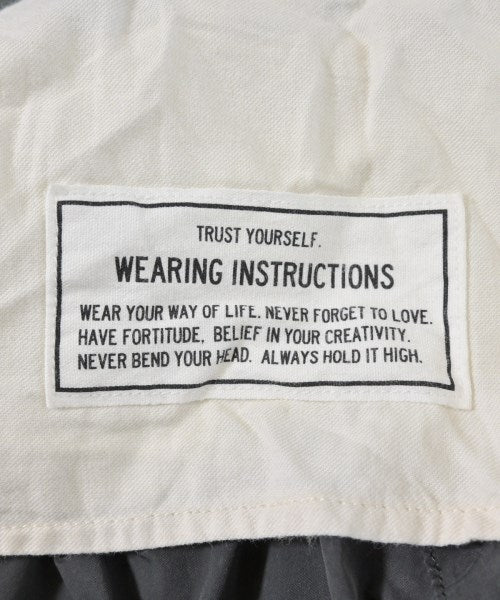 TRUST YOURSELF.
WEARING INSTRUCTIONS
WEAR YOUR WAY OF LIFE. NEVER FORGET TO LOVE.
HAVE FORTITUDE, BELIEF IN YOUR CREATIVITY.
NEVER BEND YOUR HEAD. ALWAYS HOLD IT HIGH.